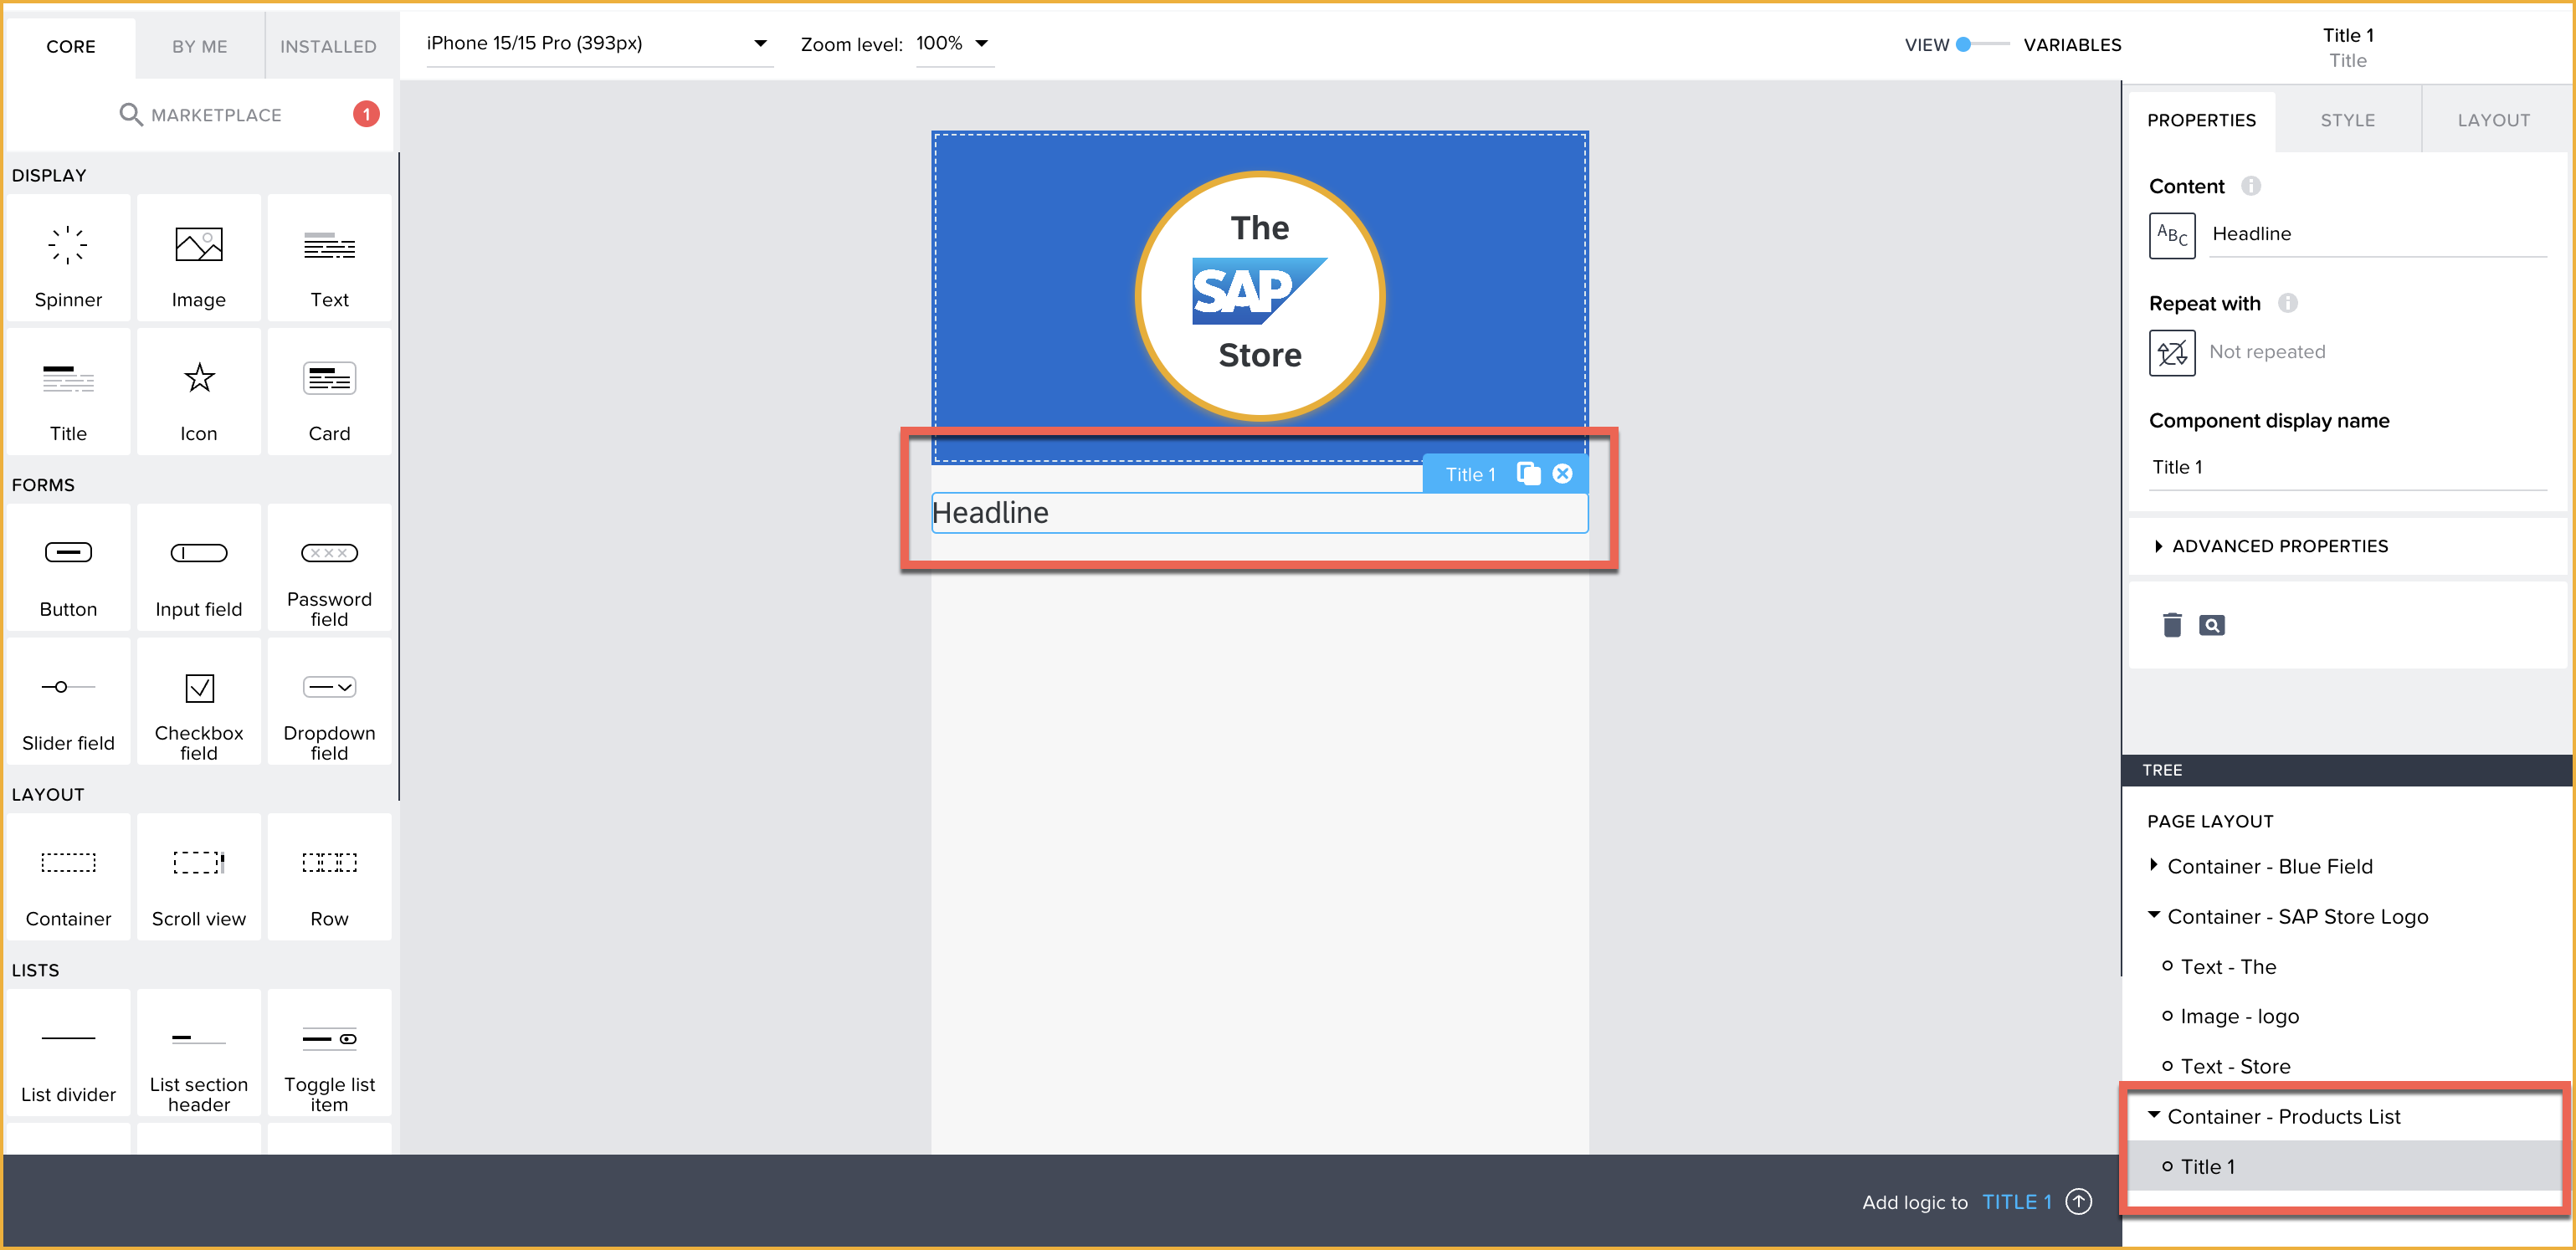 CORE
BY ME
INSTALLED
iPhone 15/15 Pro (393px)
Zoom level: 100%
VIEW
VARIABLES
Title 1
Title
MARKETPLACE
1
DISPLAY
Spinner
Image
Text
Title
Icon
Card
FORMS
Button
Input field
Password
field
Slider field
Checkbox
field
Dropdown
field
LAYOUT
Container
Scroll view
Row
LISTS
List divider
List section
header
Toggle list
item
The
SAP
Store
Title 1
Headline
Add logic to TITLE 1
PROPERTIES
STYLE
LAYOUT
Content
ABC
Headline
Repeat with
Not repeated
Component display name
Title 1
ADVANCED PROPERTIES
TREE
PAGE LAYOUT
Container - Blue Field
Container - SAP Store Logo
Text - The
Image - logo
Text - Store
Container - Products List
Title 1